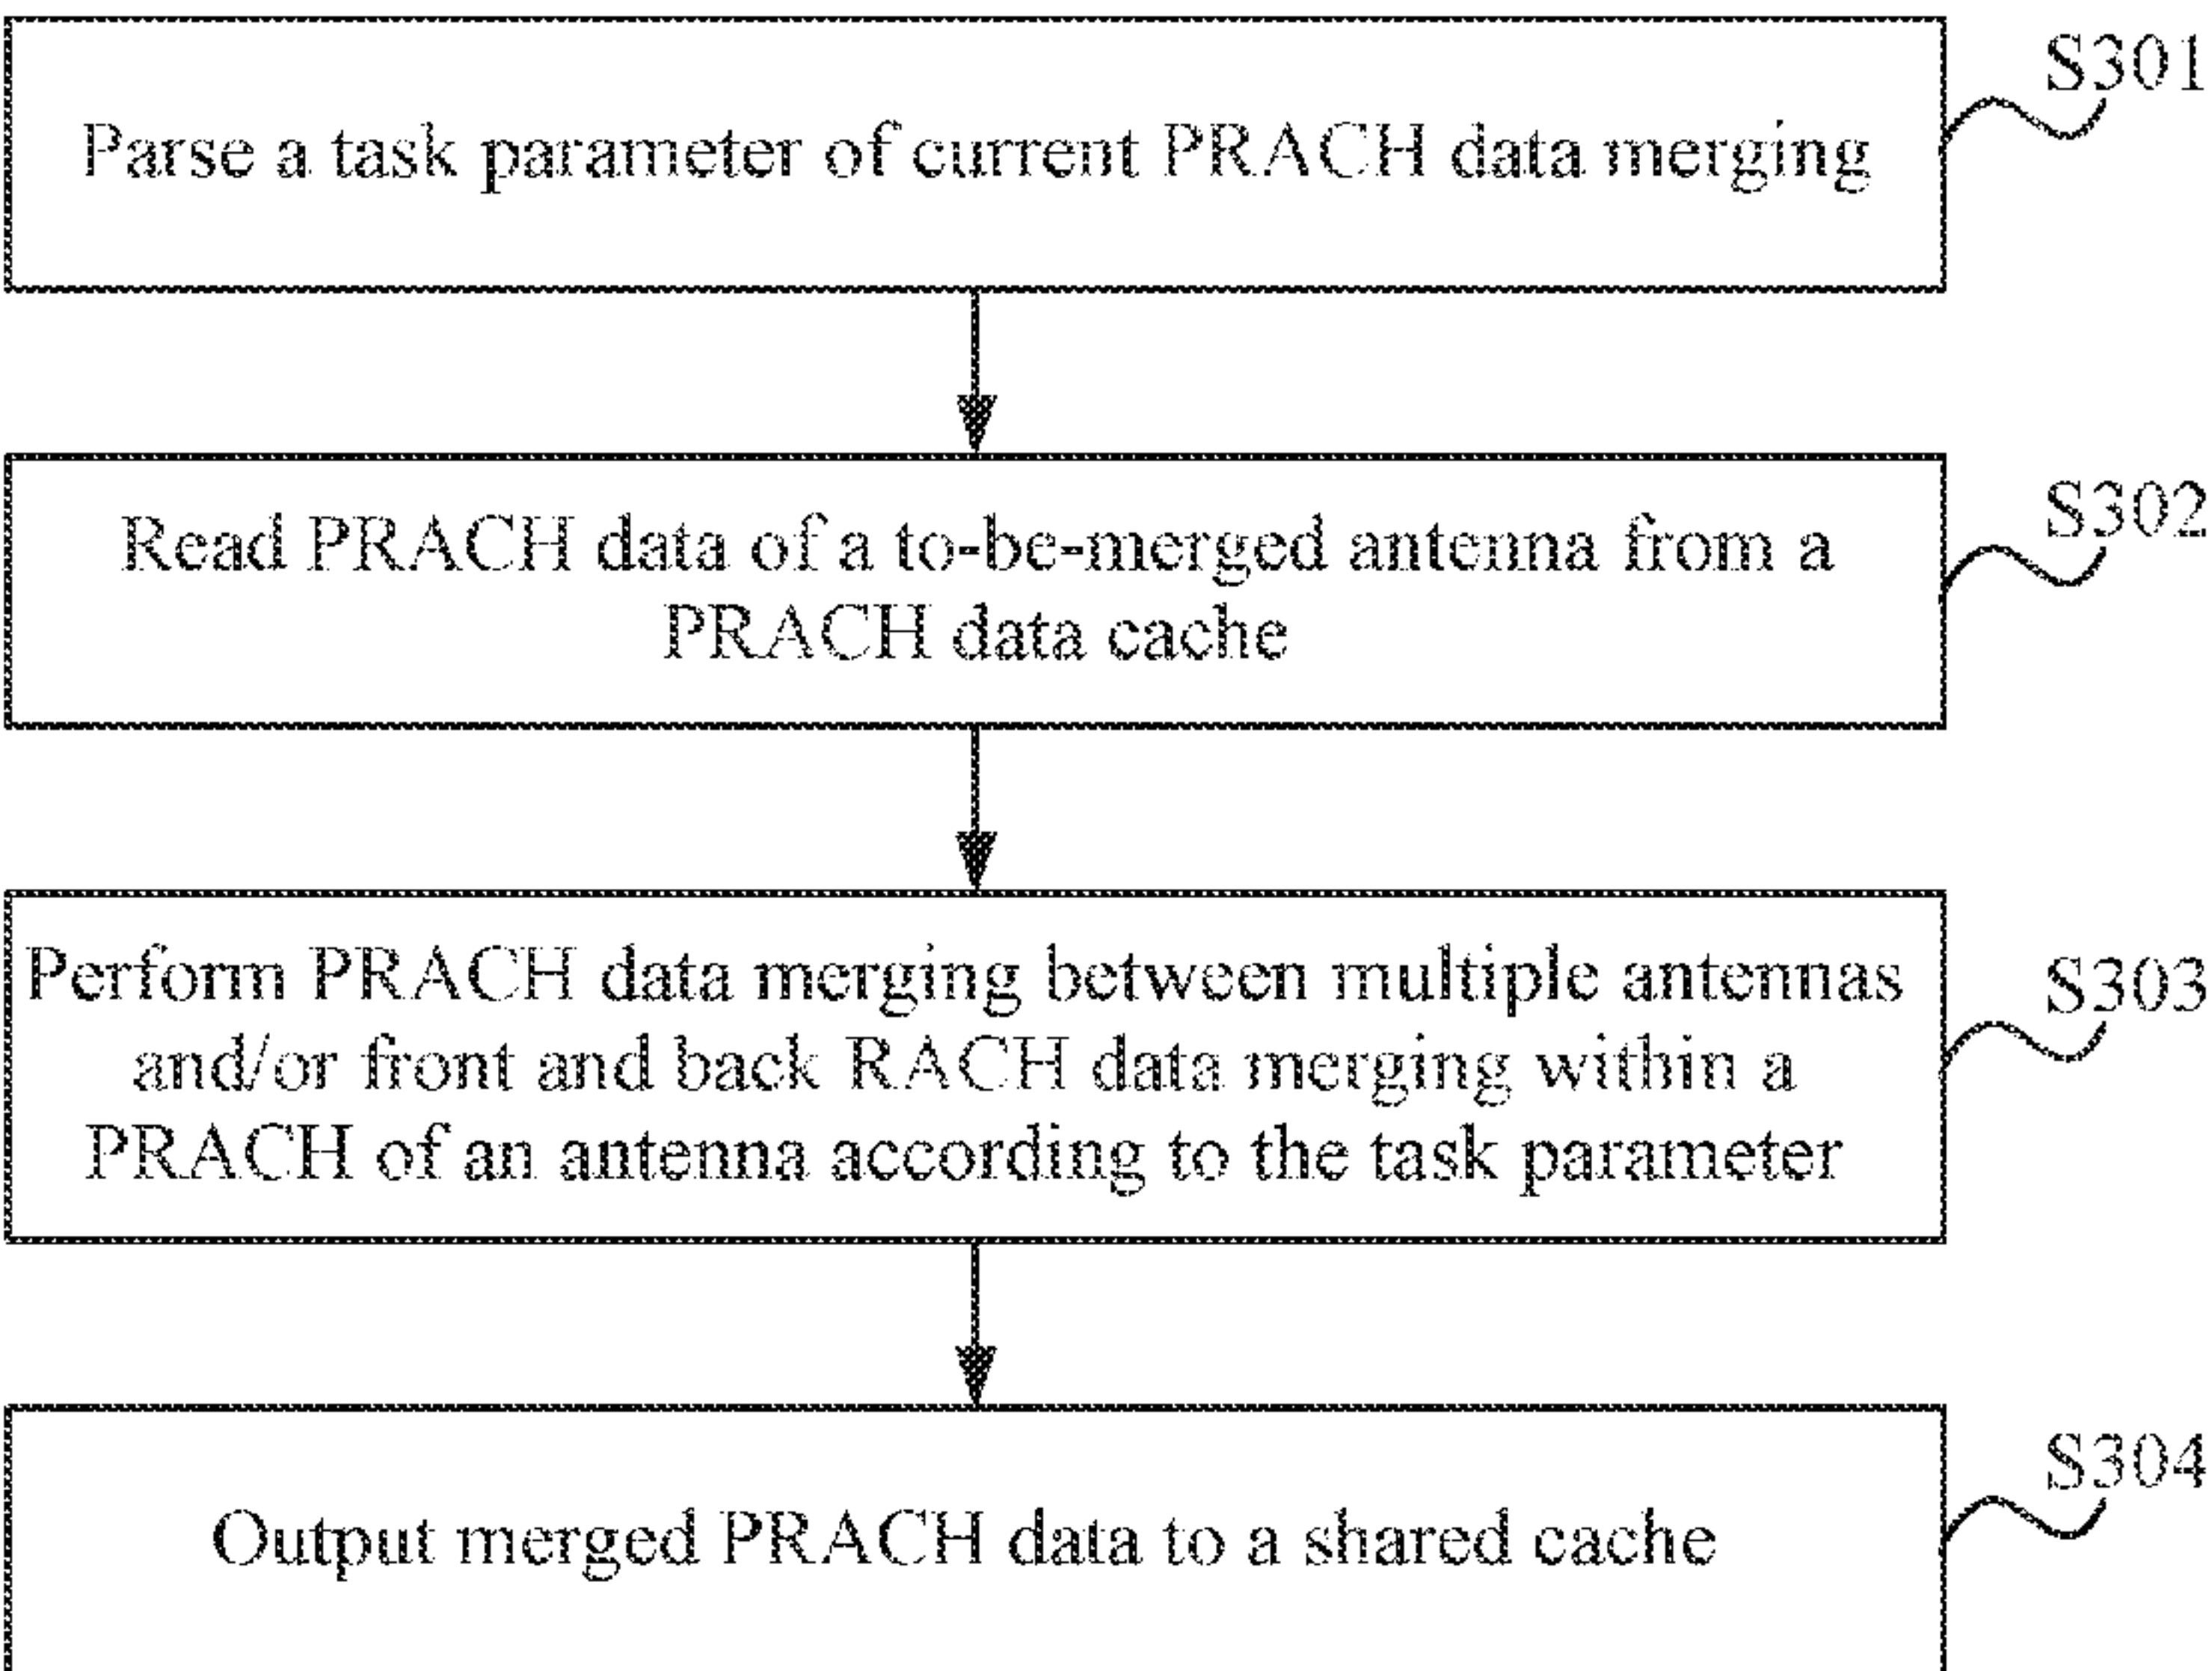 S301
Parse a task parameter of current PRACH data merging
S302
Read PRACH data of a to-be-merged antenna from a
PRACH data cache
S303
Perform PRACH data merging between multiple antennas
and/or front and back RACH data merging within a
PRACH of an antenna according to the task parameter
S304
Output merged PRACH data to a shared cache